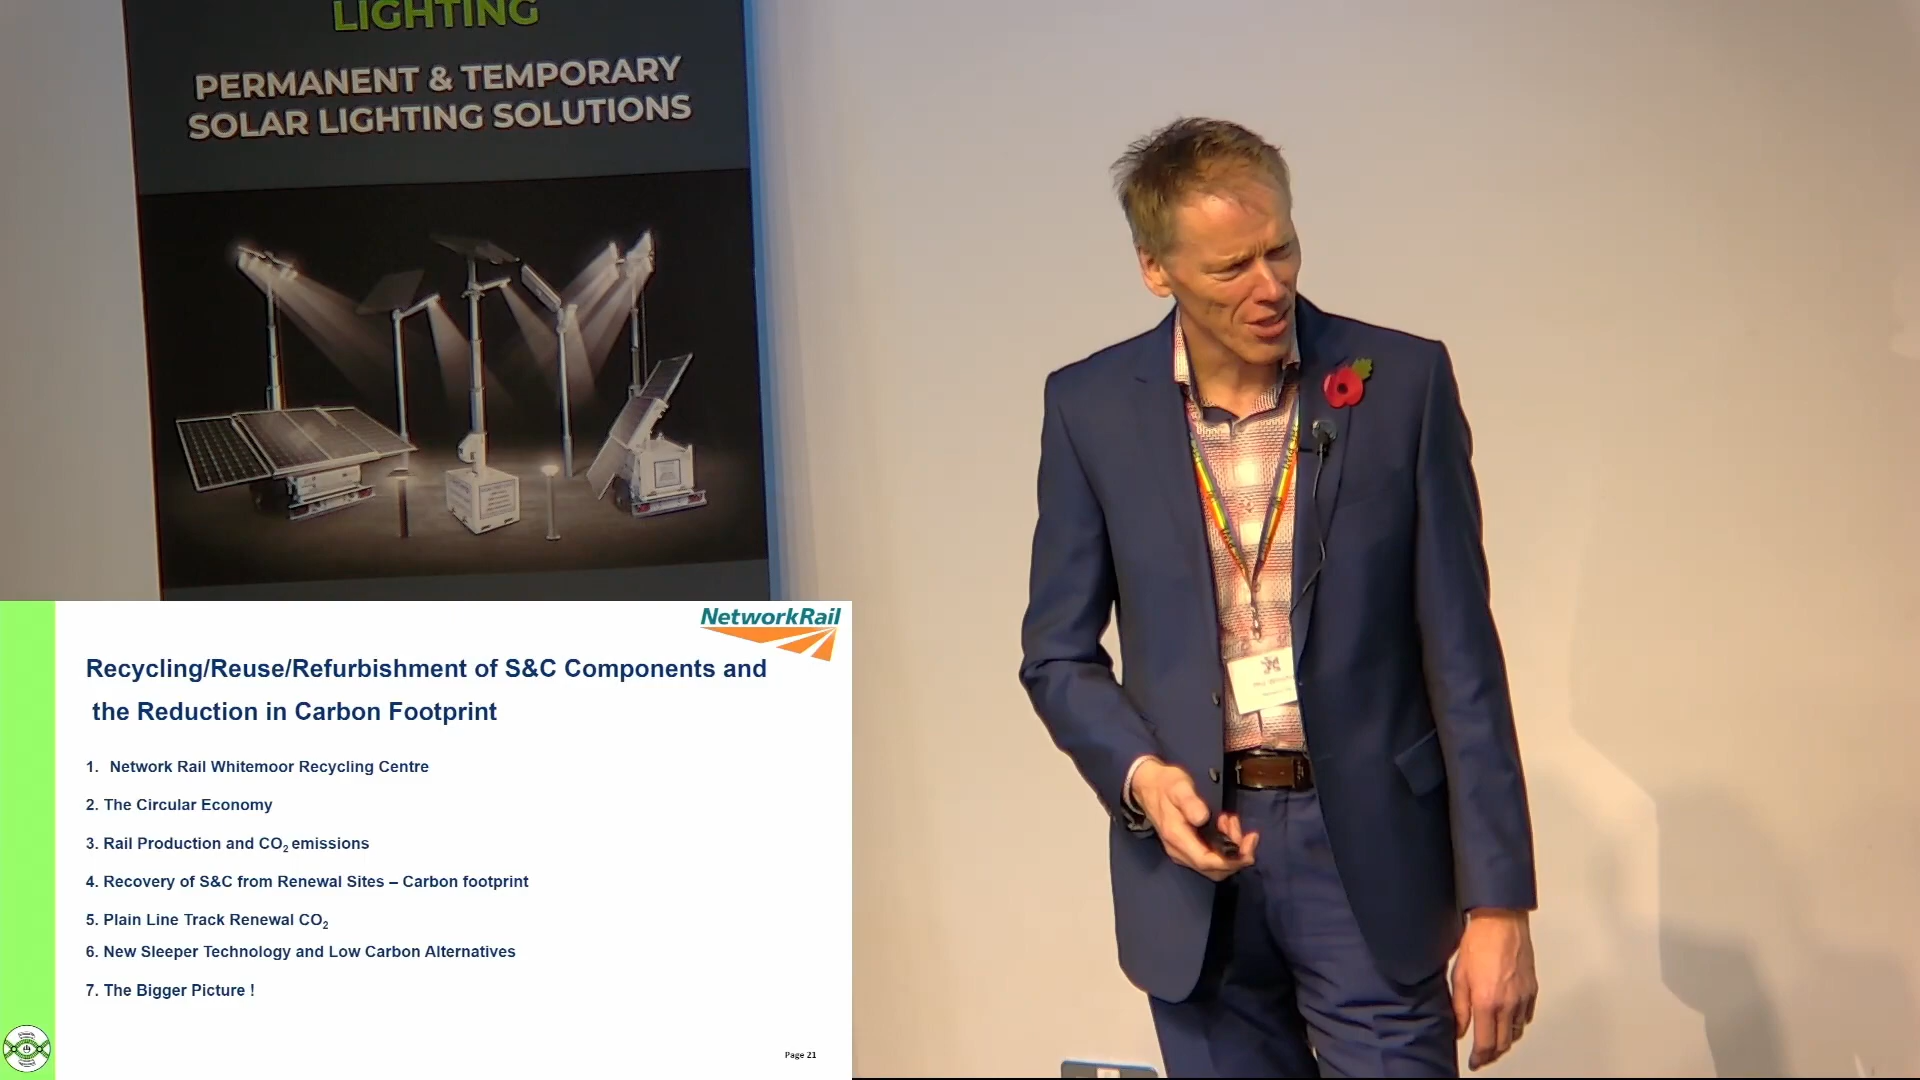 LIGHTING
PERMANENT & TEMPORARY
SOLAR LIGHTING SOLUTIONS
NetworkRail
Recycling/Reuse/Refurbishment of S&C Components and
the Reduction in Carbon Footprint
1. Network Rail Whitemoor Recycling Centre
2. The Circular Economy
3. Rail Production and CO₂ emissions
4. Recovery of S&C from Renewal Sites – Carbon footprint
5. Plain Line Track Renewal CO₂
6. New Sleeper Technology and Low Carbon Alternatives
7. The Bigger Picture !
Page 21